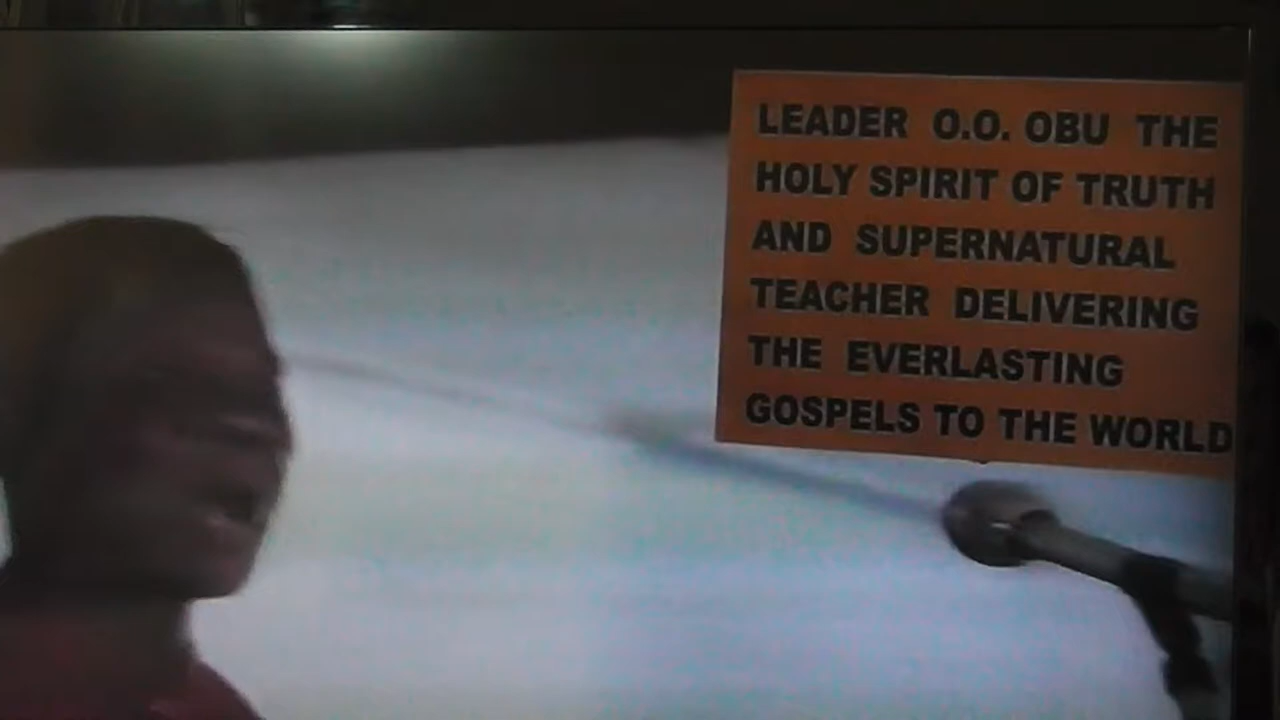 LEADER O.O. OBU THE
HOLY SPIRIT OF TRUTH
AND SUPERNATURAL
TEACHER DELIVERING
THE EVERLASTING
GOSPELS TO THE WORLD